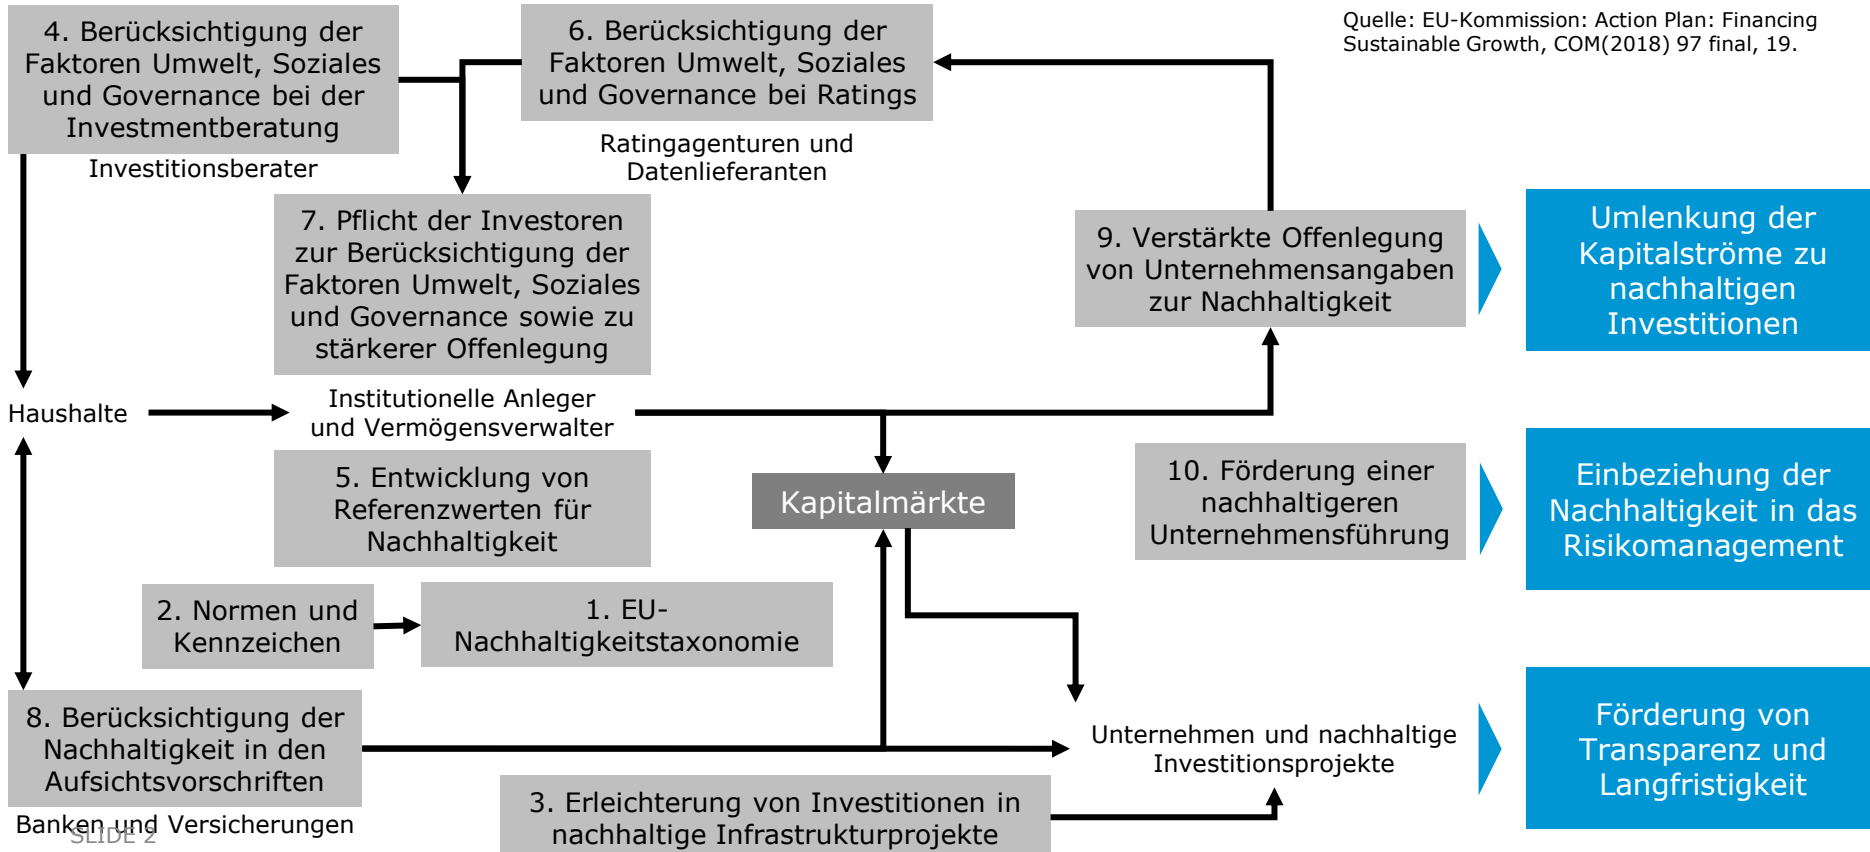 4. Berücksichtigung der
Faktoren Umwelt, Soziales
und Governance bei der
Investmentberatung
Investitionsberater
6. Berücksichtigung der
Faktoren Umwelt, Soziales
und Governance bei Ratings
Ratingagenturen und
Datenlieferanten
Quelle: EU-Kommission: Action Plan: Financing
Sustainable Growth, COM(2018) 97 final, 19.
7. Pflicht der Investoren
zur Berücksichtigung der
Faktoren Umwelt, Soziales
und Governance sowie zu
stärkerer Offenlegung
9. Verstärkte Offenlegung
von Unternehmensangaben
zur Nachhaltigkeit
Umlenkung der
Kapitalströme zu
nachhaltigen
Investitionen
Haushalte
Institutionelle Anleger
und Vermögensverwalter
5. Entwicklung von
Referenzwerten für
Nachhaltigkeit
Kapitalmärkte
10. Förderung einer
nachhaltigeren
Unternehmensführung
Einbeziehung der
Nachhaltigkeit in das
Risikomanagement
2. Normen und
Kennzeichen
1. EU-
Nachhaltigkeitstaxonomie
8. Berücksichtigung der
Nachhaltigkeit in den
Aufsichtsvorschriften
Banken und Versicherungen
Unternehmen und nachhaltige
Investitionsprojekte
Förderung von
Transparenz und
Langfristigkeit
3. Erleichterung von Investitionen in
nachhaltige Infrastrukturprojekte
SLIDE 2